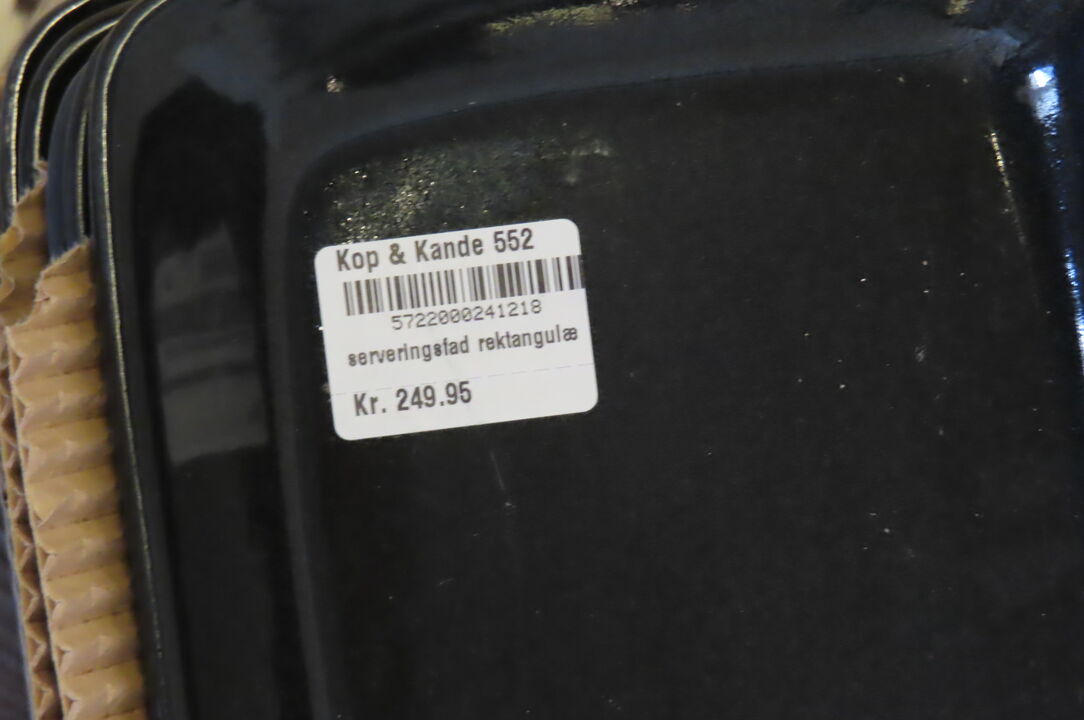 Kop & Kande 552
5722000241218
serveringsfad rektangulæ
Kr. 249.95